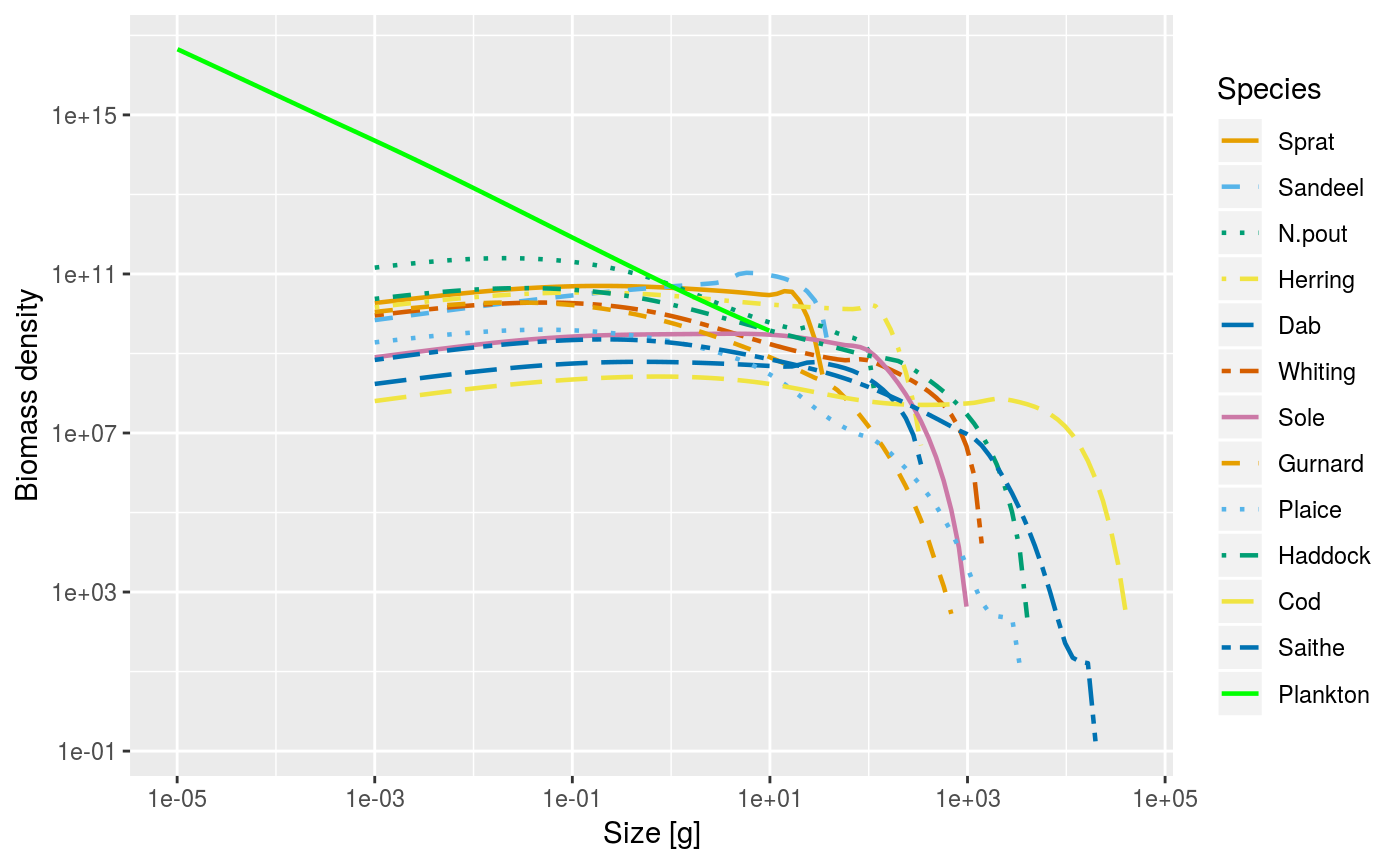 Biomass density
1e+15
1e+11
1e+07
1e+03
1e-01
1e-05
1e-03
1e-01
1e+01
1e+03
1e+05
Size [g]
Species
Sprat
Sandeel
N.pout
Herring
Dab
Whiting
Sole
Gurnard
Plaice
Haddock
Cod
Saithe
Plankton